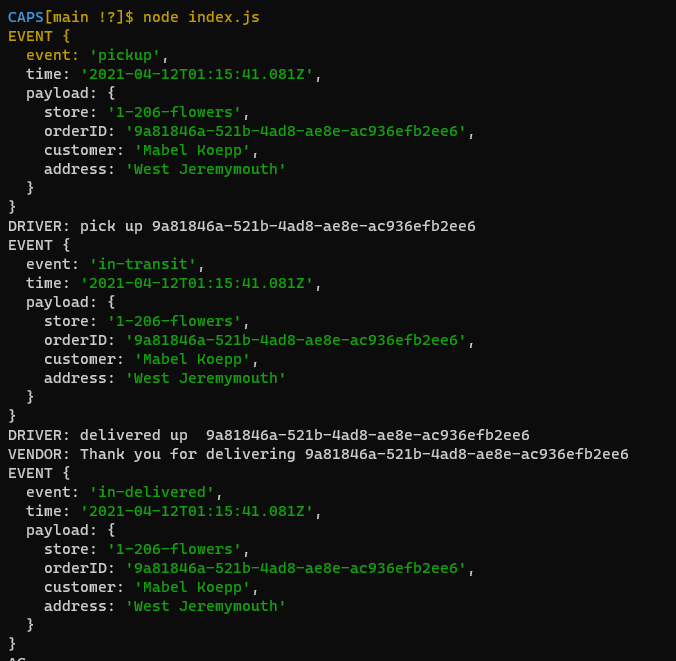 CAPS[main !?]$ node index.js
EVENT {
  event: 'pickup',
  time: '2021-04-12T01:15:41.081Z',
  payload: {
    store: '1-206-flowers',
    orderID: '9a81846a-521b-4ad8-ae8e-ac936efb2ee6',
    customer: 'Mabel Koepp',
    address: 'West Jeremymouth'
  }
}
DRIVER: pick up 9a81846a-521b-4ad8-ae8e-ac936efb2ee6
EVENT {
  event: 'in-transit',
  time: '2021-04-12T01:15:41.081Z',
  payload: {
    store: '1-206-flowers',
    orderID: '9a81846a-521b-4ad8-ae8e-ac936efb2ee6',
    customer: 'Mabel Koepp',
    address: 'West Jeremymouth'
  }
}
DRIVER: delivered up  9a81846a-521b-4ad8-ae8e-ac936efb2ee6
VENDOR: Thank you for delivering 9a81846a-521b-4ad8-ae8e-ac936efb2ee6
EVENT {
  event: 'in-delivered',
  time: '2021-04-12T01:15:41.081Z',
  payload: {
    store: '1-206-flowers',
    orderID: '9a81846a-521b-4ad8-ae8e-ac936efb2ee6',
    customer: 'Mabel Koepp',
    address: 'West Jeremymouth'
  }
}